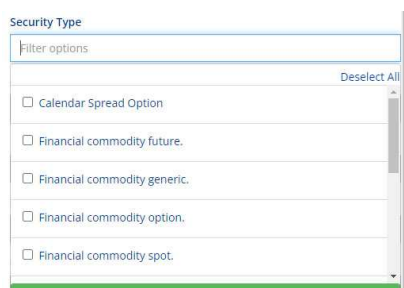 Security Type
Filter options
Deselect All
Calendar Spread Option
Financial commodity future.
Financial commodity generic.
Financial commodity option.
Financial commodity spot.